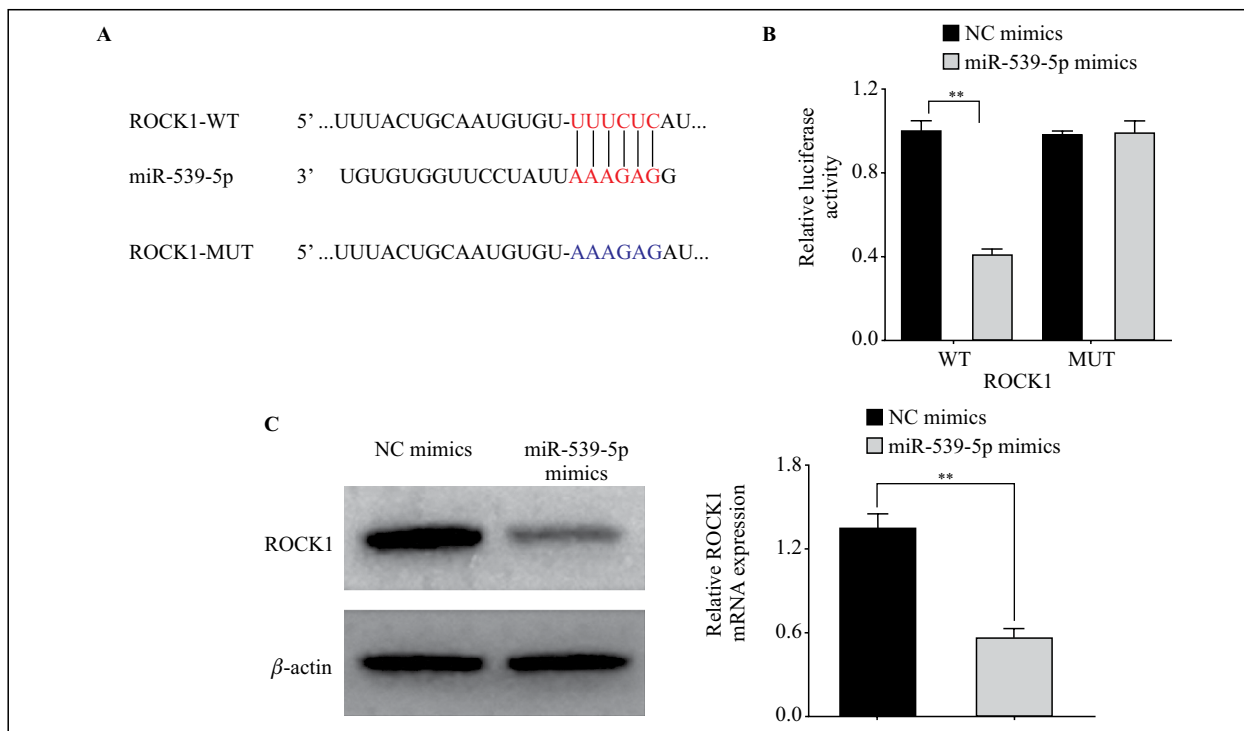 A
ROCK1-WT 5’ ...UUUACUGCAAUGUGU-UUUCUCAU...
miR-539-5p 3’ UGUGUGGUUCCUAUUAAAGAGG
ROCK1-MUT 5’ ...UUUACUGCAAUGUGU-AAAGAGAU...
B
NC mimics
miR-539-5p mimics
Relative luciferase
activity
1.2
0.8
0.4
0.0
**
WT MUT
ROCK1
C
NC mimics miR-539-5p
mimics
ROCK1
β-actin
NC mimics
miR-539-5p mimics
Relative ROCK1
mRNA expression
1.8
1.2
0.6
0.0
**